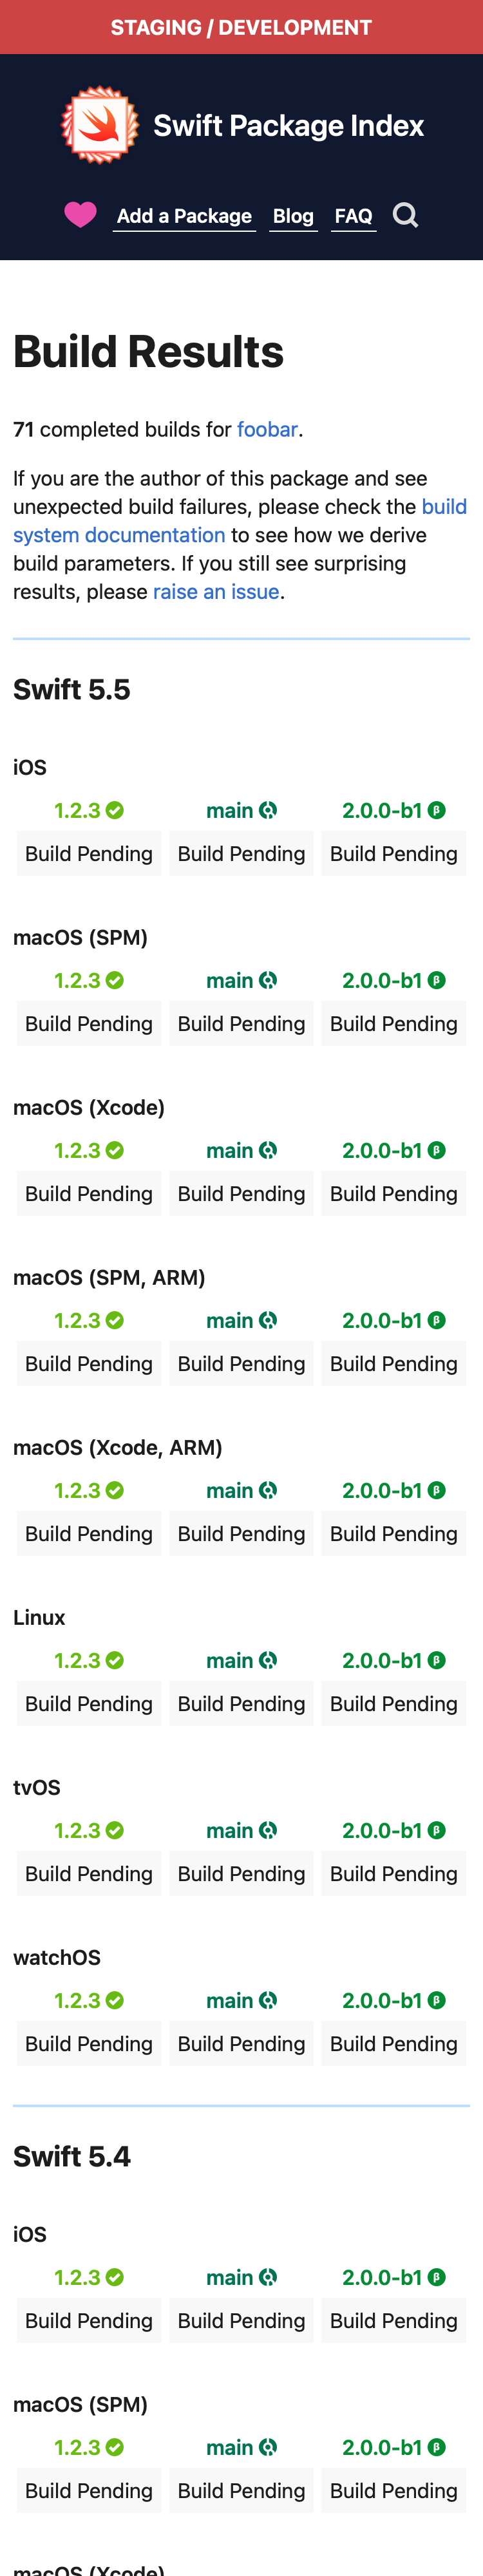 STAGING / DEVELOPMENT
Swift Package Index
Add a Package Blog FAQ
Build Results
71 completed builds for foobar.
If you are the author of this package and see
unexpected build failures, please check the build
system documentation to see how we derive
build parameters. If you still see surprising
results, please raise an issue.
Swift 5.5
iOS
1.2.3 main 2.0.0-b1 β
Build Pending Build Pending Build Pending
macOS (SPM)
1.2.3 main 2.0.0-b1 β
Build Pending Build Pending Build Pending
macOS (Xcode)
1.2.3 main 2.0.0-b1 β
Build Pending Build Pending Build Pending
macOS (SPM, ARM)
1.2.3 main 2.0.0-b1 β
Build Pending Build Pending Build Pending
macOS (Xcode, ARM)
1.2.3 main 2.0.0-b1 β
Build Pending Build Pending Build Pending
Linux
1.2.3 main 2.0.0-b1 β
Build Pending Build Pending Build Pending
tvOS
1.2.3 main 2.0.0-b1 β
Build Pending Build Pending Build Pending
watchOS
1.2.3 main 2.0.0-b1 β
Build Pending Build Pending Build Pending
Swift 5.4
iOS
1.2.3 main 2.0.0-b1 β
Build Pending Build Pending Build Pending
macOS (SPM)
1.2.3 main 2.0.0-b1 β
Build Pending Build Pending Build Pending
macOS (Xcode)